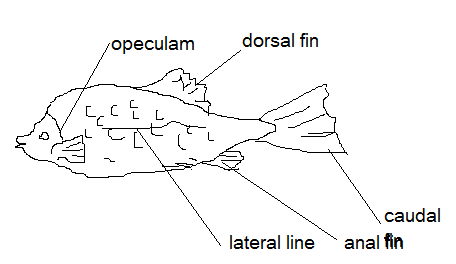 opeculam
dorsal fin
caudal
fin
lateral line
anal fin